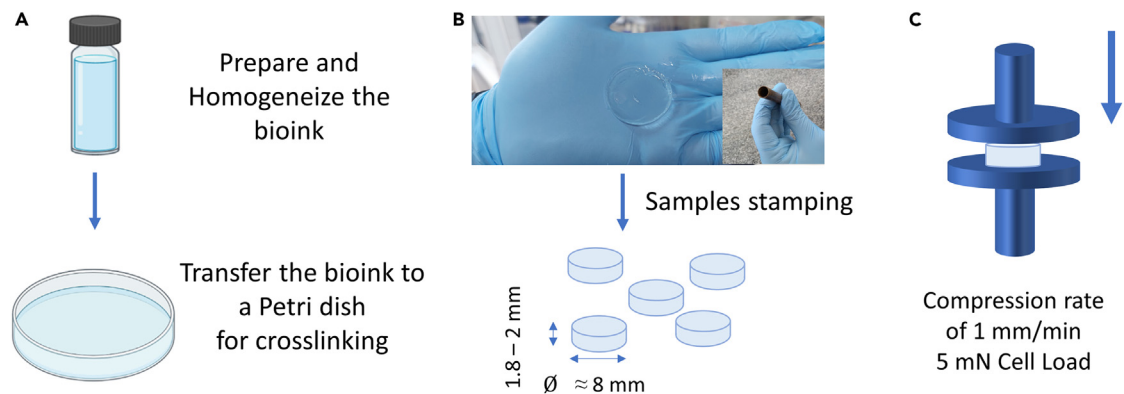 A
Prepare and
Homogeneize the
bioink
Transfer the bioink to
a Petri dish
for crosslinking
B
Samples stamping
1.8 – 2 mm
Ø ≈ 8 mm
C
Compression rate
of 1 mm/min
5 mN Cell Load